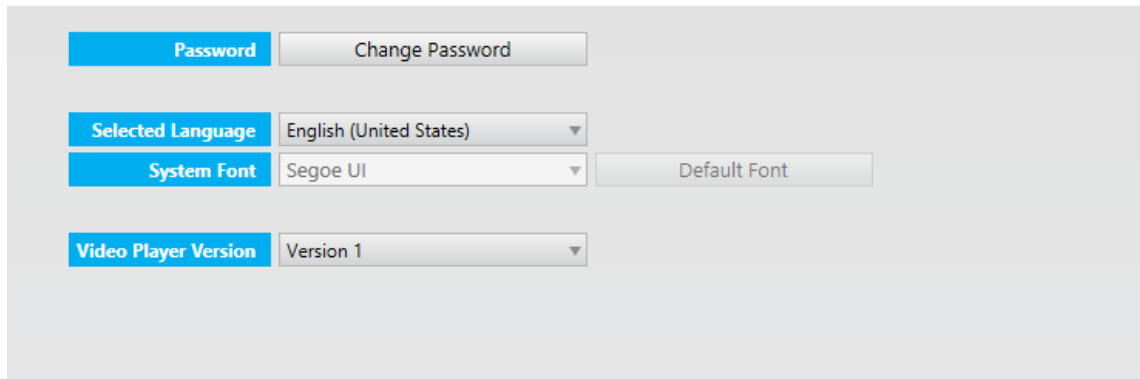 Password Change Password
Selected Language English (United States)
System Font Segoe UI Default Font
Video Player Version Version 1